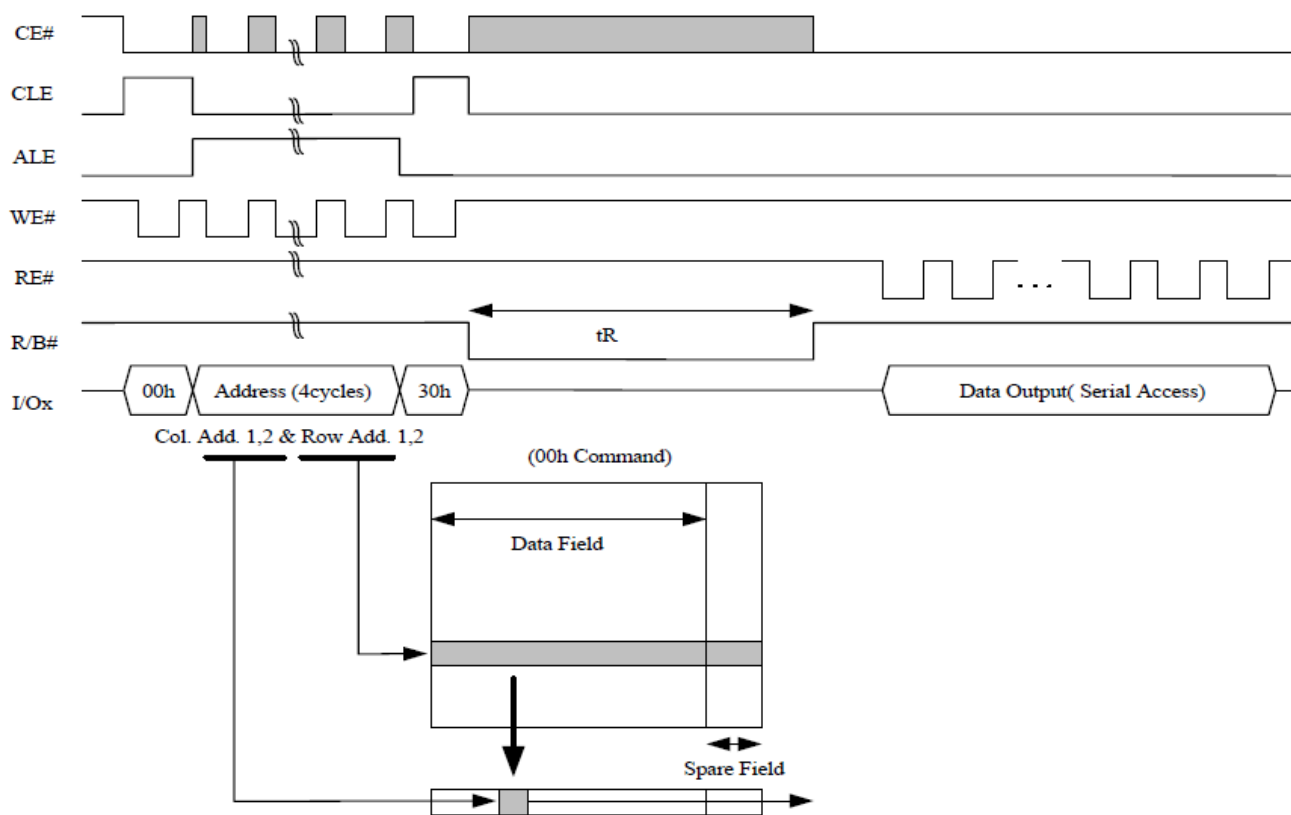 CE#
CLE
ALE
WE#
RE#
. . .
R/B#
tR
I/Ox
00h
Address (4cycles)
30h
Data Output( Serial Access)
Col. Add. 1,2 & Row Add. 1,2
(00h Command)
Data Field
Spare Field